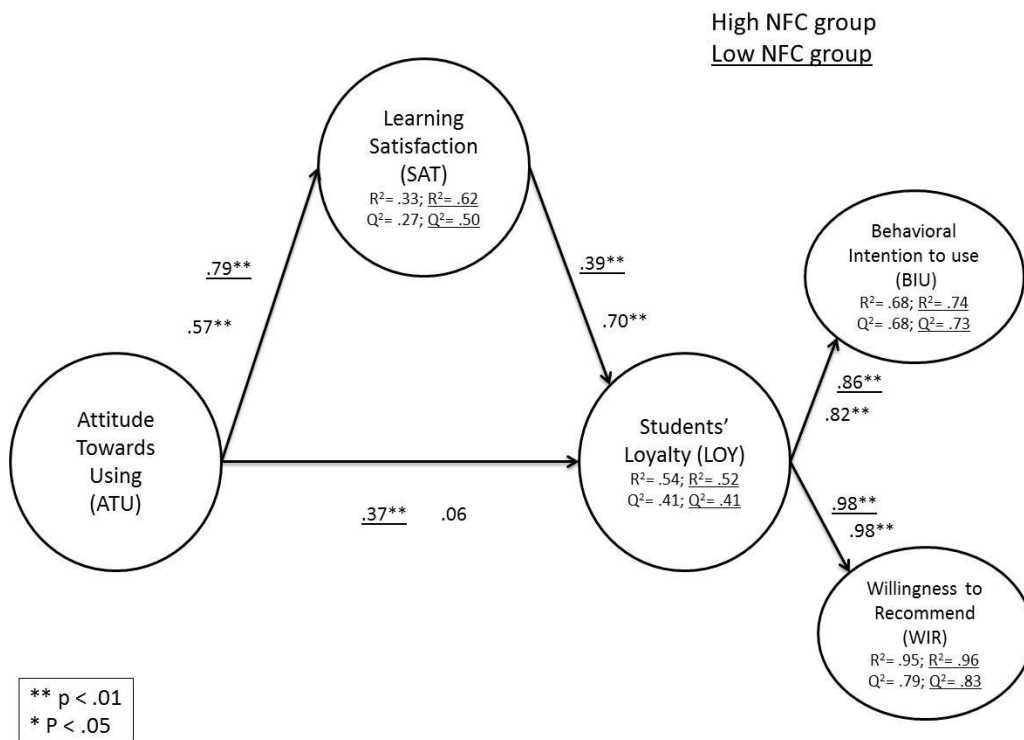 High NFC group
Low NFC group
Learning
Satisfaction
(SAT)
R²= .33; R²= .62
Q²= .27; Q²= .50
.79**
.57**
.39**
.70**
Behavioral
Intention to use
(BIU)
R²= .68; R²= .74
Q²= .68; Q²= .73
Attitude
Towards
Using
(ATU)
.37** .06
Students’
Loyalty (LOY)
R²= .54; R²= .52
Q²= .41; Q²= .41
.86**
.82**
.98**
.98**
Willingness to
Recommend
(WIR)
R²= .95; R²= .96
Q²= .79; Q²= .83
** p < .01
* P < .05